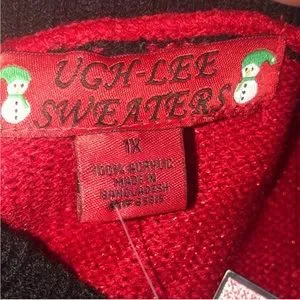 UGH-LEE
SWEATERS
1X
100% ACRYLIC
MADE IN
BANGLADESH